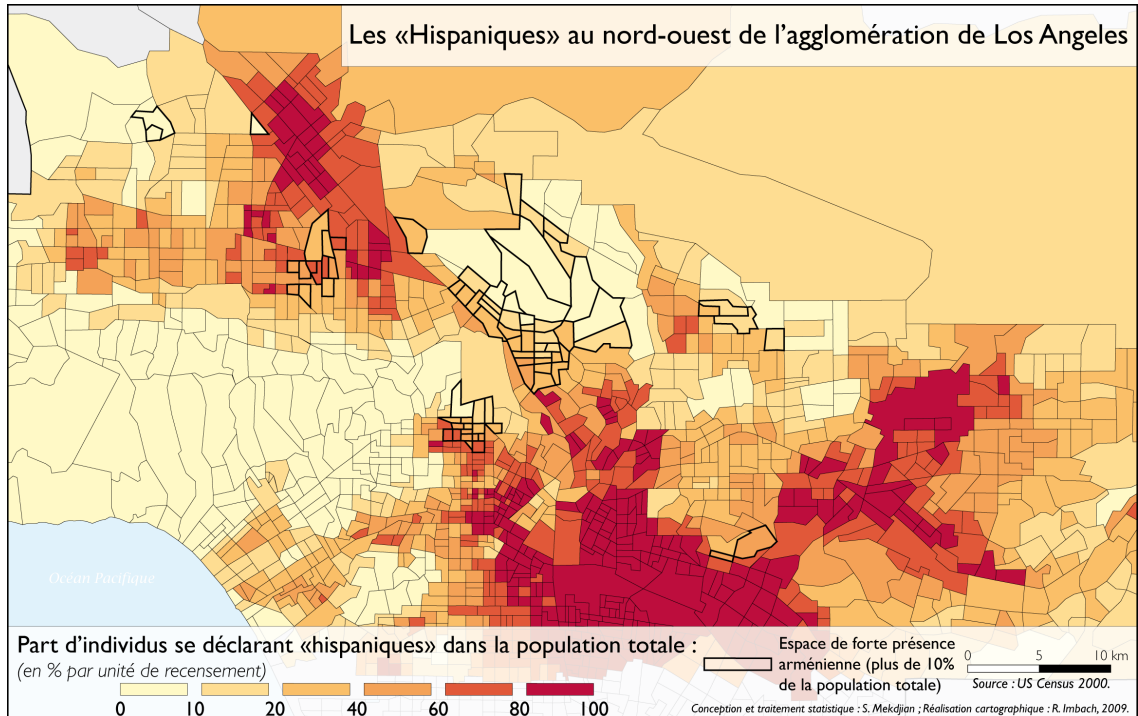 Les «Hispaniques» au nord-ouest de l’agglomération de Los Angeles
Océan Pacifique
Part d’individus se déclarant «hispaniques» dans la population totale :
(en % par unité de recensement)
0 10 20 40 60 80 100
Espace de forte présence
arménienne (plus de 10%
de la population totale)
0 5 10 km
Source : US Census 2000.
Conception et traitement statistique : S. Mekdjian ; Réalisation cartographique : R. Imbach, 2009.